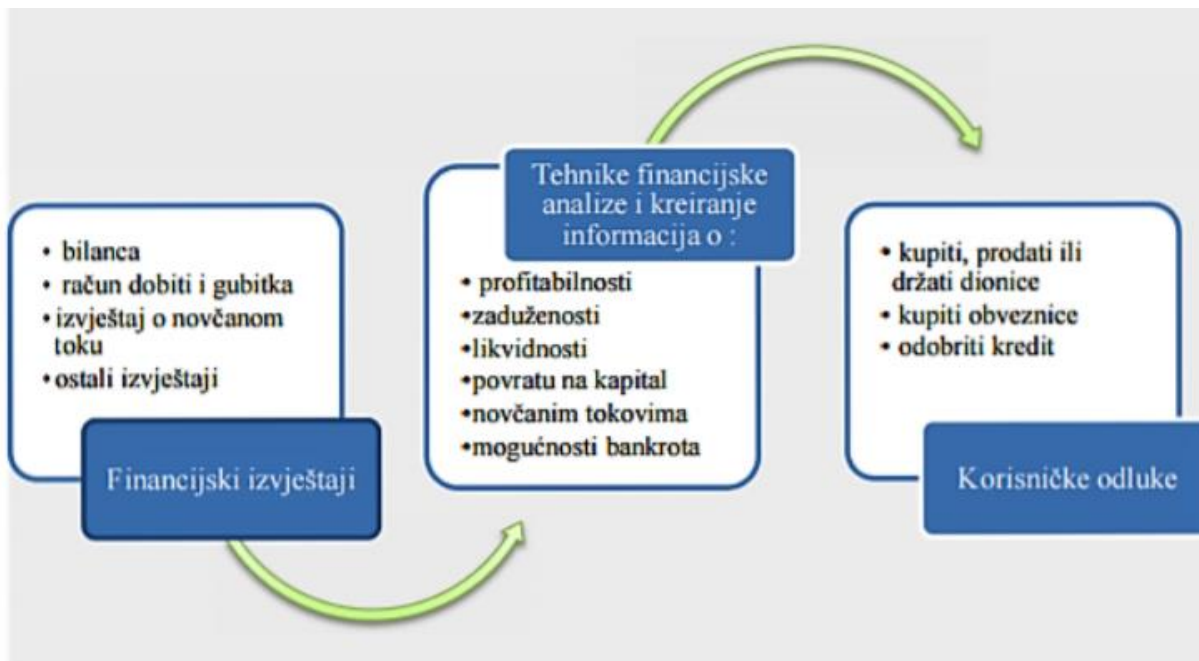 • bilanca
• račun dobiti i gubitka
•izvještaj o novčanom
toku
•ostali izvještaji
Financijski izvještaji
Tehnike financijske
analize i kreiranje
informacija o :
• profitabilnosti
•zaduženosti
•likvidnosti
•povratu na kapital
•novčanim tokovima
•mogućnosti bankrota
• kupiti, prodati ili
držati dionice
• kupiti obveznice
• odobriti kredit
Korisničke odluke